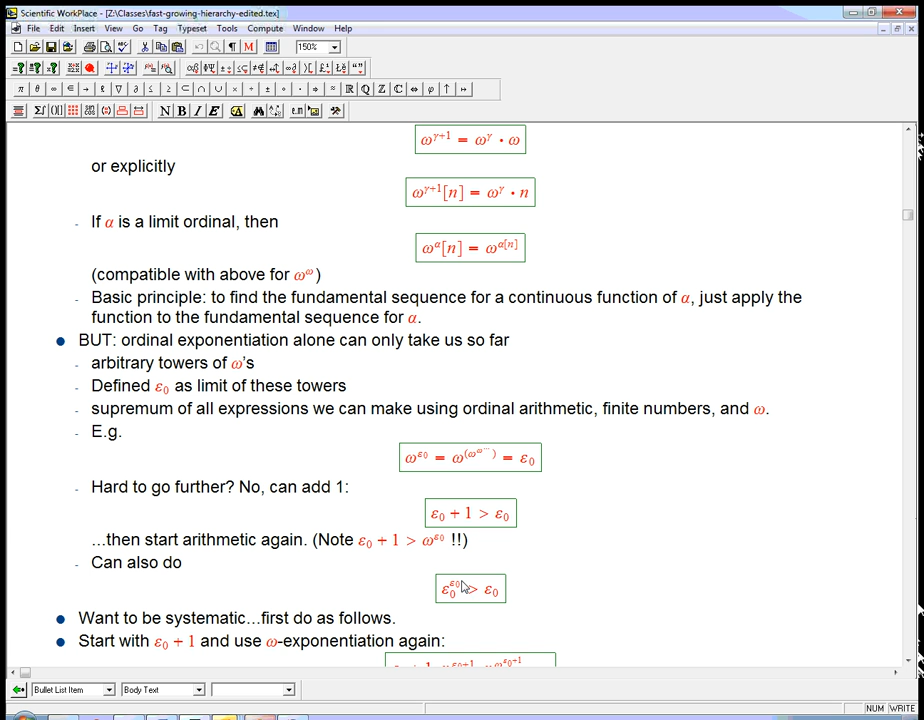 Scientific WorkPlace - [Z:\Classes\fast-growing-hierarchy-edited.tex]
File Edit Insert View Go Tag Typeset Tools Compute Window Help
150%
π θ ∞ ∈ → ℓ ∇ ∂ ≤ ≥ ⊂ ∩ ∪ × ÷ ± ∘ · ⇒ ≈ ℝ ℚ ℤ ℂ ⇔ φ ↑ ↦
N B I E
ω^{γ+1} = ω^γ · ω
or explicitly
ω^{γ+1}[n] = ω^γ · n
- If α is a limit ordinal, then
ω^α[n] = ω^{α[n]}
(compatible with above for ω^ω)
- Basic principle: to find the fundamental sequence for a continuous function of α, just apply the
function to the fundamental sequence for α.
● BUT: ordinal exponentiation alone can only take us so far
- arbitrary towers of ω's
- Defined ε₀ as limit of these towers
- supremum of all expressions we can make using ordinal arithmetic, finite numbers, and ω.
- E.g.
ω^{ε₀} = ω^{(ω^{ω^{...}})} = ε₀
- Hard to go further? No, can add 1:
ε₀ + 1 > ε₀
...then start arithmetic again. (Note ε₀ + 1 > ω^{ε₀} !!)
- Can also do
ε₀^{ε₀} > ε₀
● Want to be systematic...first do as follows.
● Start with ε₀ + 1 and use ω-exponentiation again:
Bullet List Item Body Text
NUM WRITE